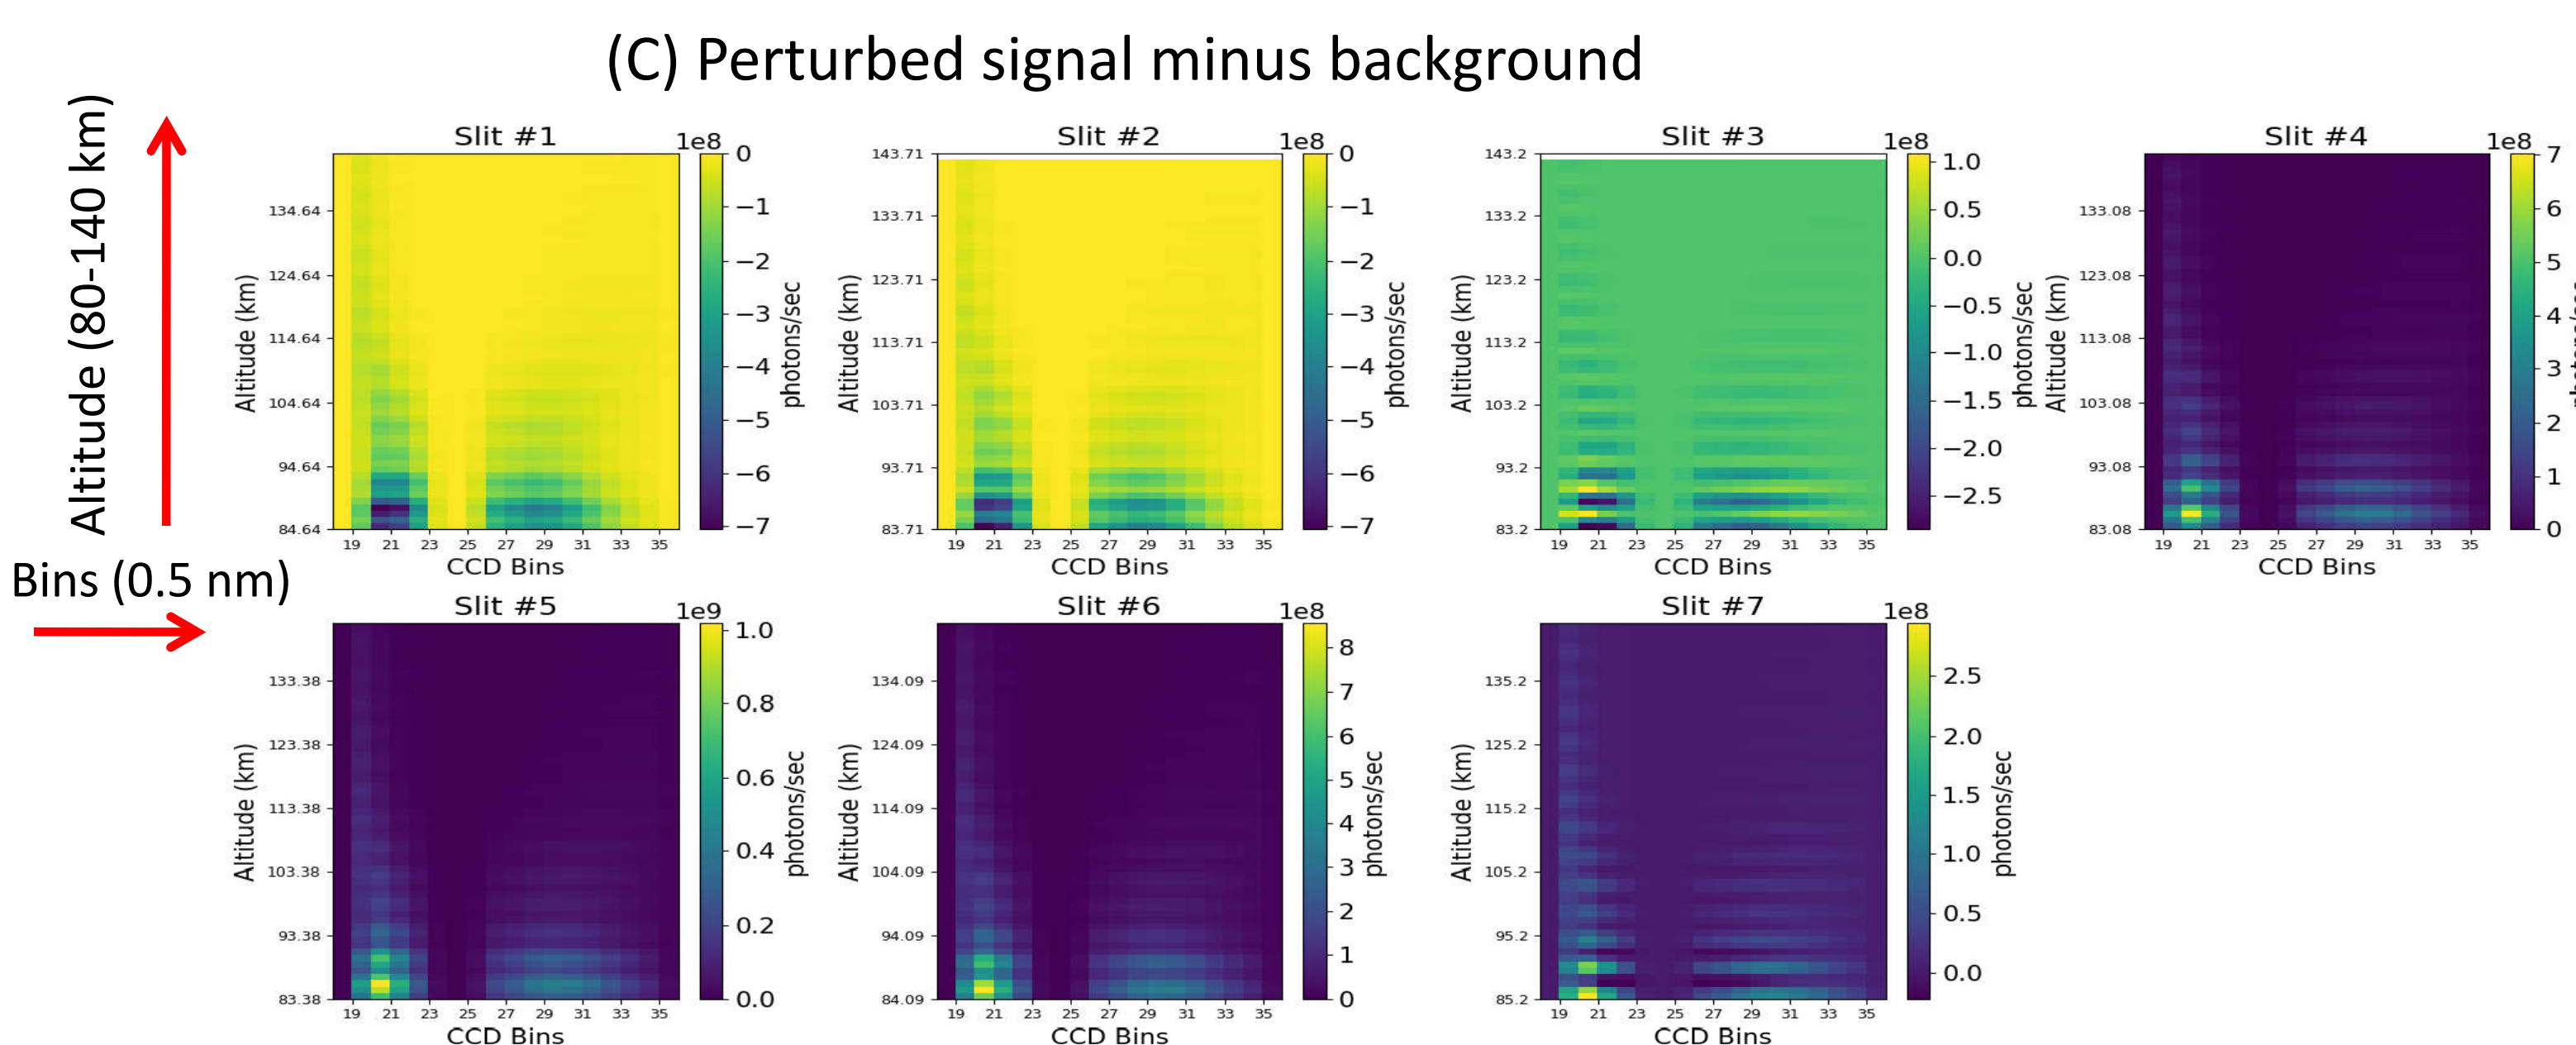 (C) Perturbed signal minus background
Altitude (80-140 km)
Bins (0.5 nm)
Slit #1
1e8
134.64
124.64
114.64
104.64
94.64
84.64
Altitude (km)
19 21 23 25 27 29 31 33 35
CCD Bins
0
−1
−2
−3
−4
−5
−6
−7
photons/sec
Slit #2
1e8
143.71
133.71
123.71
113.71
103.71
93.71
83.71
Altitude (km)
19 21 23 25 27 29 31 33 35
CCD Bins
0
−1
−2
−3
−4
−5
−6
−7
photons/sec
Slit #3
1e8
143.2
133.2
123.2
113.2
103.2
93.2
83.2
Altitude (km)
19 21 23 25 27 29 31 33 35
CCD Bins
1.0
0.5
0.0
−0.5
−1.0
−1.5
−2.0
−2.5
photons/sec
Slit #4
1e8
133.08
123.08
113.08
103.08
93.08
83.08
Altitude (km)
19 21 23 25 27 29 31 33 35
CCD Bins
7
6
5
4
3
2
1
0
Slit #5
1e9
133.38
123.38
113.38
103.38
93.38
83.38
Altitude (km)
19 21 23 25 27 29 31 33 35
CCD Bins
1.0
0.8
0.6
0.4
0.2
0.0
photons/sec
Slit #6
1e8
134.09
124.09
114.09
104.09
94.09
84.09
Altitude (km)
19 21 23 25 27 29 31 33 35
CCD Bins
8
7
6
5
4
3
2
1
0
photons/sec
Slit #7
1e8
135.2
125.2
115.2
105.2
95.2
85.2
Altitude (km)
19 21 23 25 27 29 31 33 35
CCD Bins
2.5
2.0
1.5
1.0
0.5
0.0
photons/sec